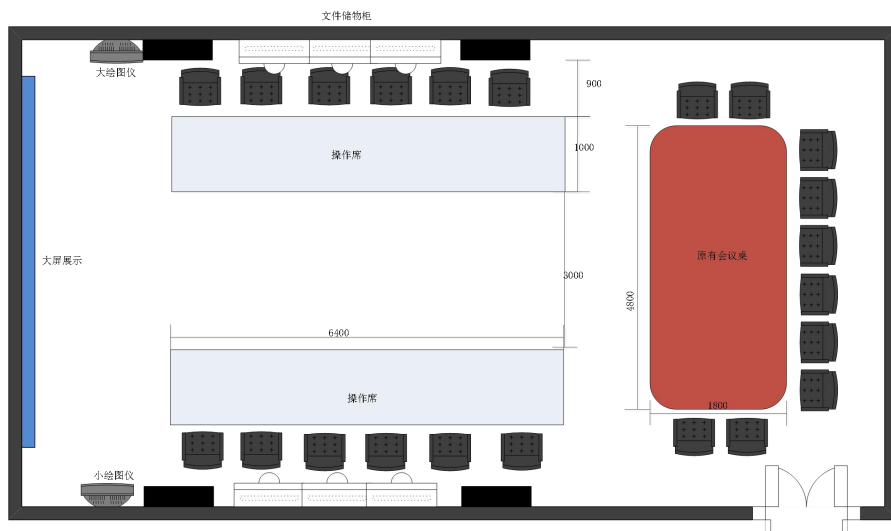 文件储物柜
大绘图仪
900
操作席
1000
大屏展示
原有会议桌
3000
4800
6400
操作席
1800
小绘图仪